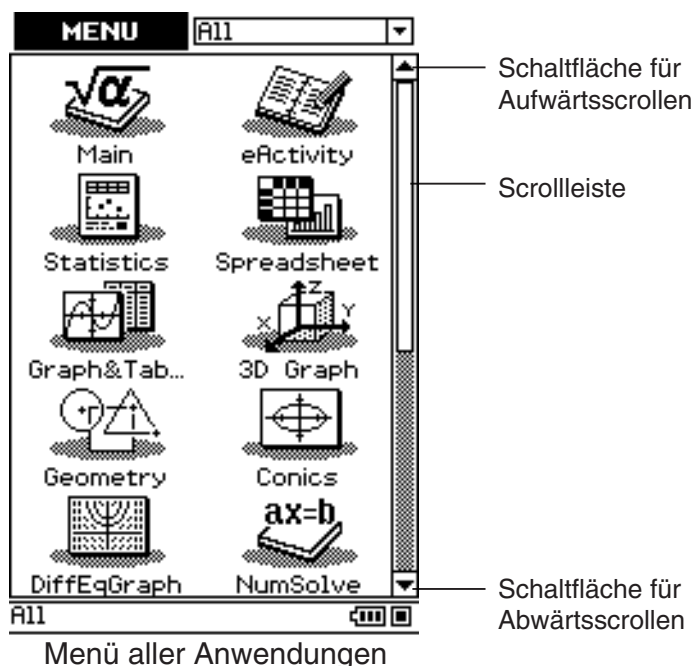 MENU All
Schaltfläche für
Aufwärtsscrollen
√α
Main eActivity
Scrollleiste
Statistics Spreadsheet
Z
X Y
Graph&Tab... 3D Graph
Geometry Conics
ax=b
DiffEqGraph NumSolve
Schaltfläche für
Abwärtsscrollen
All
Menü aller Anwendungen